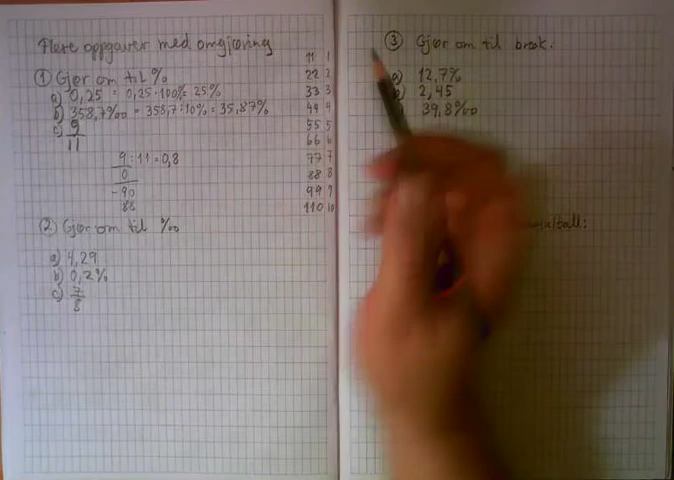 Flere oppgaver med omgjøring
① Gjør om til %
a) 0,25 = 0,25·100% = 25%
b) 358,7‰ = 358,7:10% = 35,87%
c) 9/11
9:11=0,8
0
-90
88
11 1
22 2
33 3
44 4
55 5
66 6
77 7
88 8
99 9
110 10
② Gjør om til ‰
a) 4,29
b) 0,2%
c) 7/8
③ Gjør om til brøk.
a) 12,7%
2,45
39,8‰